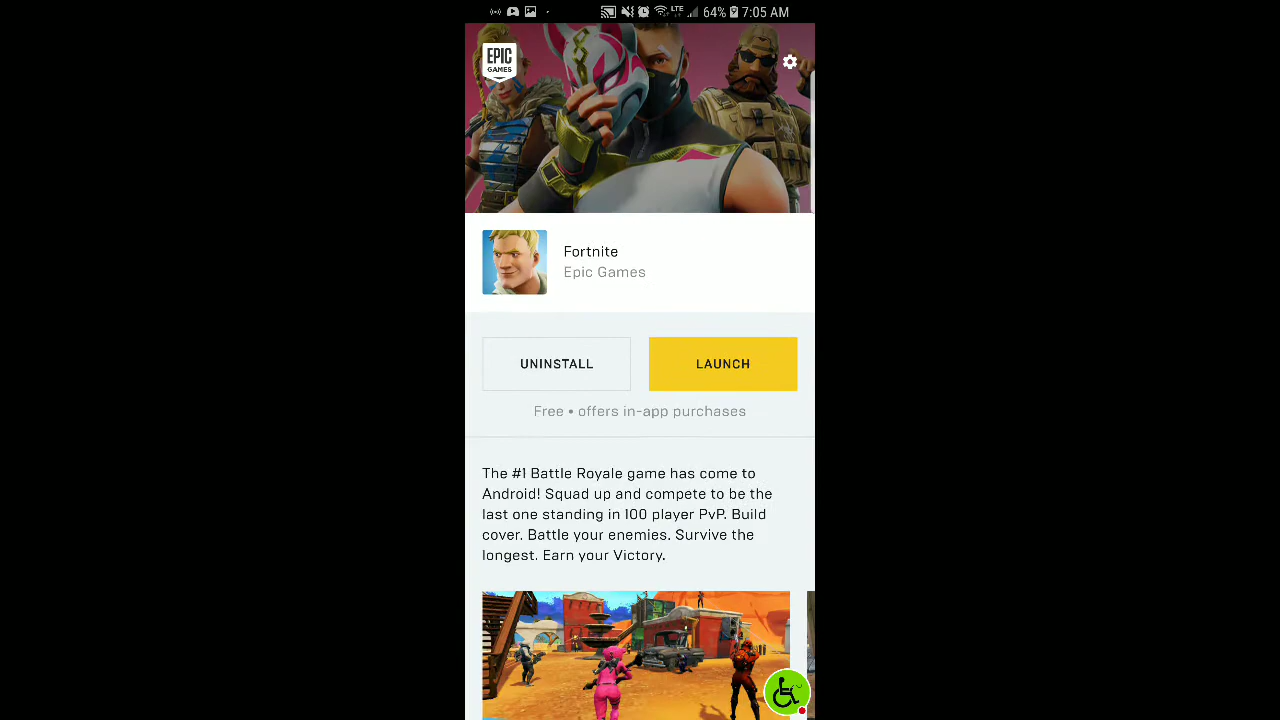 LTE 64% 7:05 AM
EPIC
GAMES
Fortnite
Epic Games
UNINSTALL LAUNCH
Free • offers in-app purchases
The #1 Battle Royale game has come to
Android! Squad up and compete to be the
last one standing in 100 player PvP. Build
cover. Battle your enemies. Survive the
longest. Earn your Victory.